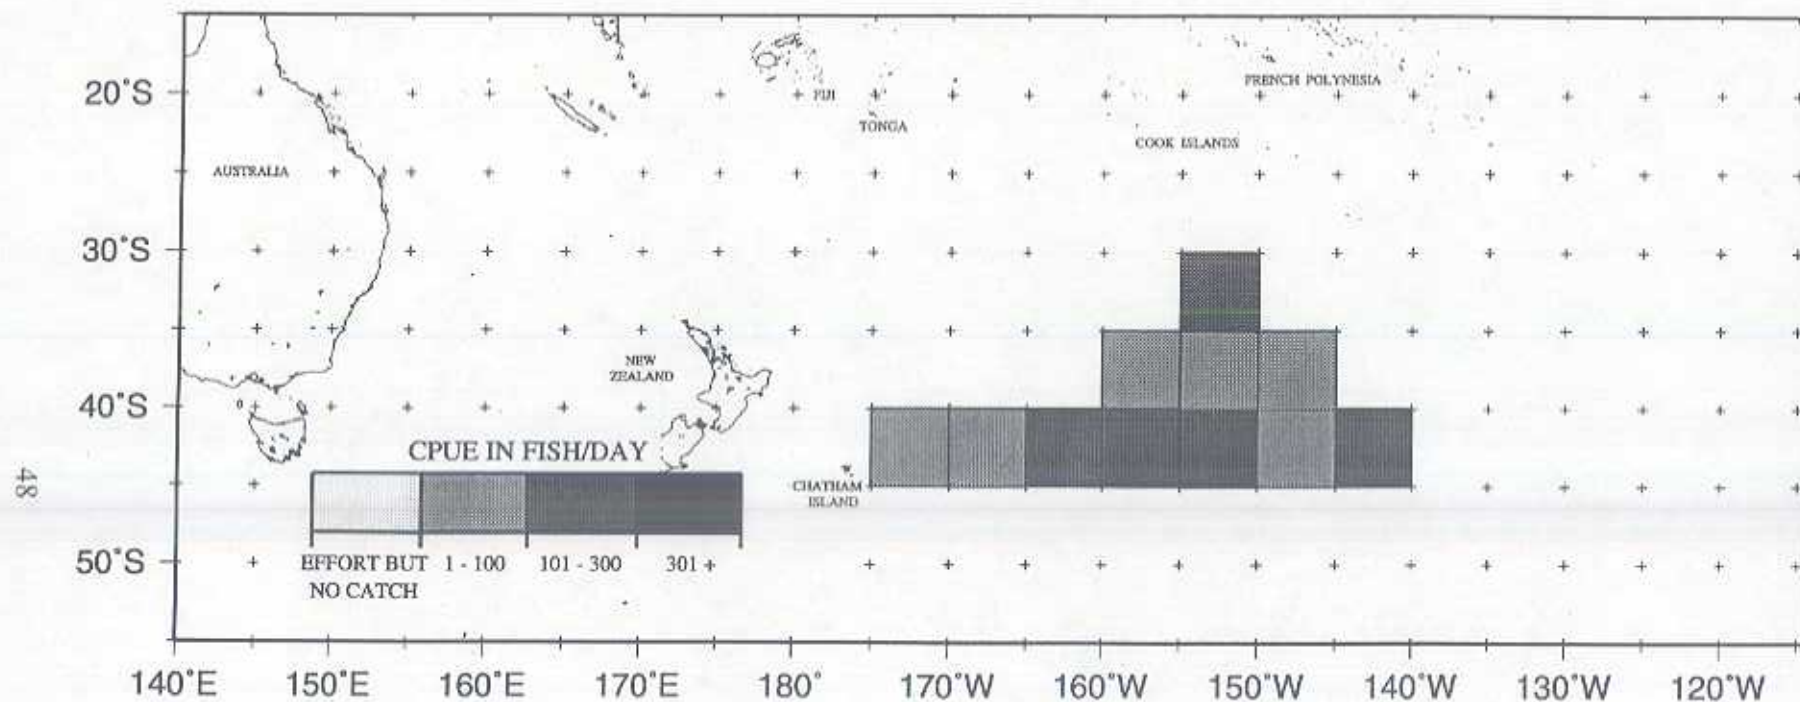 20°S
30°S
40°S
50°S
FIJI
TONGA
COOK ISLANDS
FRENCH POLYNESIA
AUSTRALIA
NEW
ZEALAND
CHATHAM
ISLAND
CPUE IN FISH/DAY
EFFORT BUT
NO CATCH
1 - 100
101 - 300
301 +
140°E
150°E
160°E
170°E
180°
170°W
160°W
150°W
140°W
130°W
120°W
48